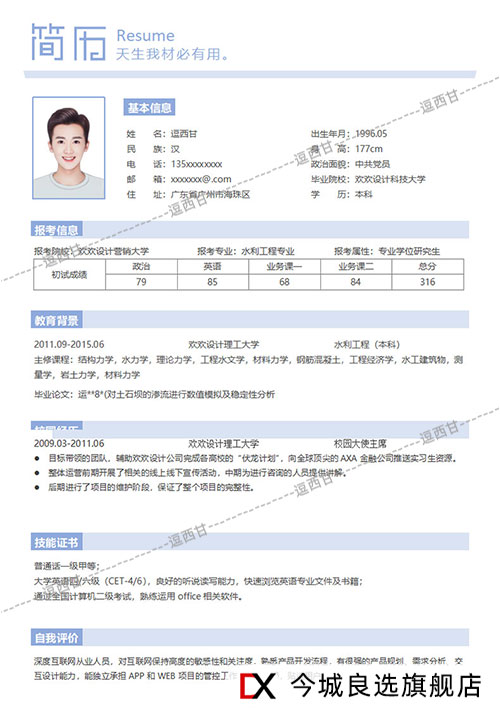 简历 Resume
天生我材必有用。
基本信息
姓 名：逗西甘 出生年月：1996.05
民 族：汉 身 高：177cm
电 话：135xxxxxxxx 政治面貌：中共党员
邮 箱：xxxxxxx@.com 毕业院校：欢欢设计科技大学
住 址：广东省广州市海珠区 学 历：本科
报考信息
报考院校：欢欢设计营销大学 报考专业：水利工程专业 报考属性：专业学位研究生
初试成绩 政治 英语 业务课一 业务课二 总分
79 85 68 84 316
教育背景
2011.09-2015.06 欢欢设计理工大学 水利工程（本科）
主修课程：结构力学，水力学，理论力学，工程水文学，材料力学，钢筋混凝土，工程经济学，水工建筑物，测
量学，岩土力学，材料力学
毕业论文：运**8*(对土石坝的渗流进行数值模拟及稳定性分析
校园经历
2009.03-2011.06 欢欢设计理工大学 校园大使主席
● 目标带领的团队，辅助欢欢设计公司完成各高校的“伏龙计划”，向全球顶尖的AXA 金融公司推送实习生资源。
● 整体运营前期开展了相关的线上线下宣传活动，中期为进行咨询的人员提供讲解。
● 后期进行了项目的维护阶段，保证了整个项目的完整性。
技能证书
普通话一级甲等；
大学英语四/六级（CET-4/6），良好的听说读写能力，快速浏览英语专业文件及书籍；
通过全国计算机二级考试，熟练运用 office 相关软件。
自我评价
深度互联网从业人员，对互联网保持高度的敏感性和关注度，熟悉产品开发流程，有很强的产品规划、需求分析、交
互设计能力，能独立承担 APP 和 WEB 项目的管控工作
DX 今城良选旗舰店
逗西甘
逗西甘
逗西甘
逗西甘
逗西甘
逗西甘